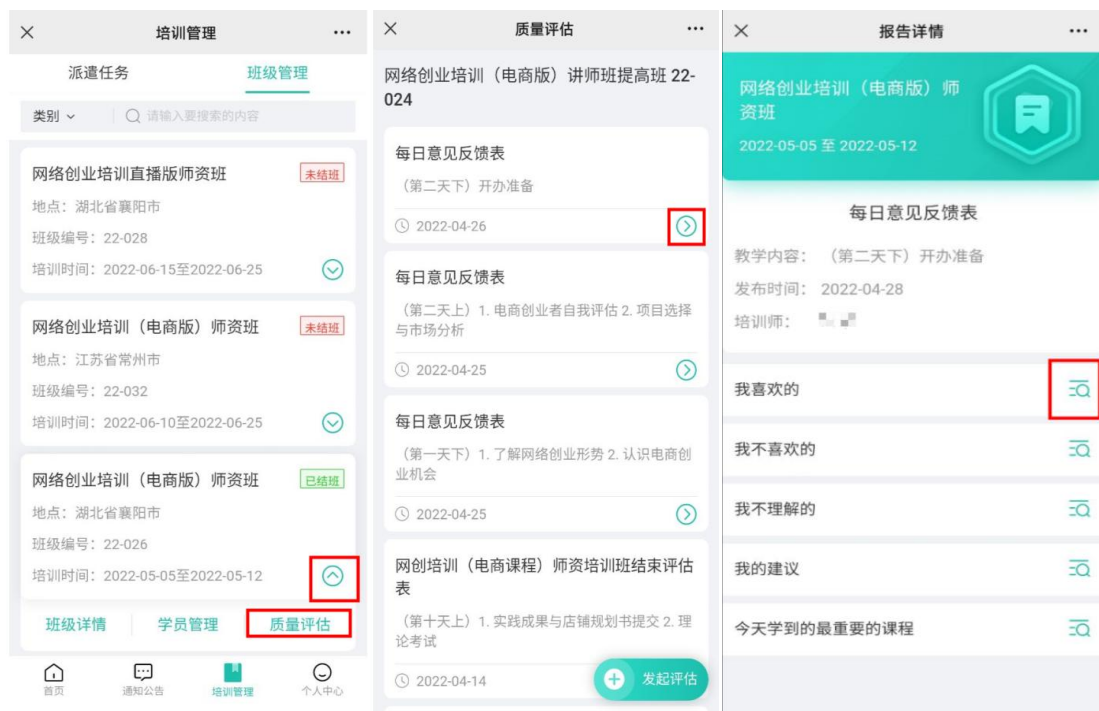 培训管理
派遣任务
班级管理
类别
请输入要搜索的内容
网络创业培训直播版师资班
未结班
地点：湖北省襄阳市
班级编号：22-028
培训时间：2022-06-15至2022-06-25
网络创业培训（电商版）师资班
未结班
地点：江苏省常州市
班级编号：22-032
培训时间：2022-06-10至2022-06-25
网络创业培训（电商版）师资班
已结班
地点：湖北省襄阳市
班级编号：22-026
培训时间：2022-05-05至2022-05-12
班级详情
学员管理
质量评估
首页
通知公告
培训管理
个人中心
质量评估
网络创业培训（电商版）讲师班提高班 22-
024
每日意见反馈表
（第二天下）开办准备
2022-04-26
每日意见反馈表
（第二天上）1. 电商创业者自我评估 2. 项目选择
与市场分析
2022-04-25
每日意见反馈表
（第一天下）1. 了解网络创业形势 2. 认识电商创
业机会
2022-04-25
网创培训（电商课程）师资培训班结束评估
表
（第十天上）1. 实践成果与店铺规划书提交 2. 理
论考试
2022-04-14
发起评估
报告详情
网络创业培训（电商版）师
资班
2022-05-05 至 2022-05-12
每日意见反馈表
教学内容： （第二天下）开办准备
发布时间： 2022-04-28
培训师：
我喜欢的
我不喜欢的
我不理解的
我的建议
今天学到的最重要的课程